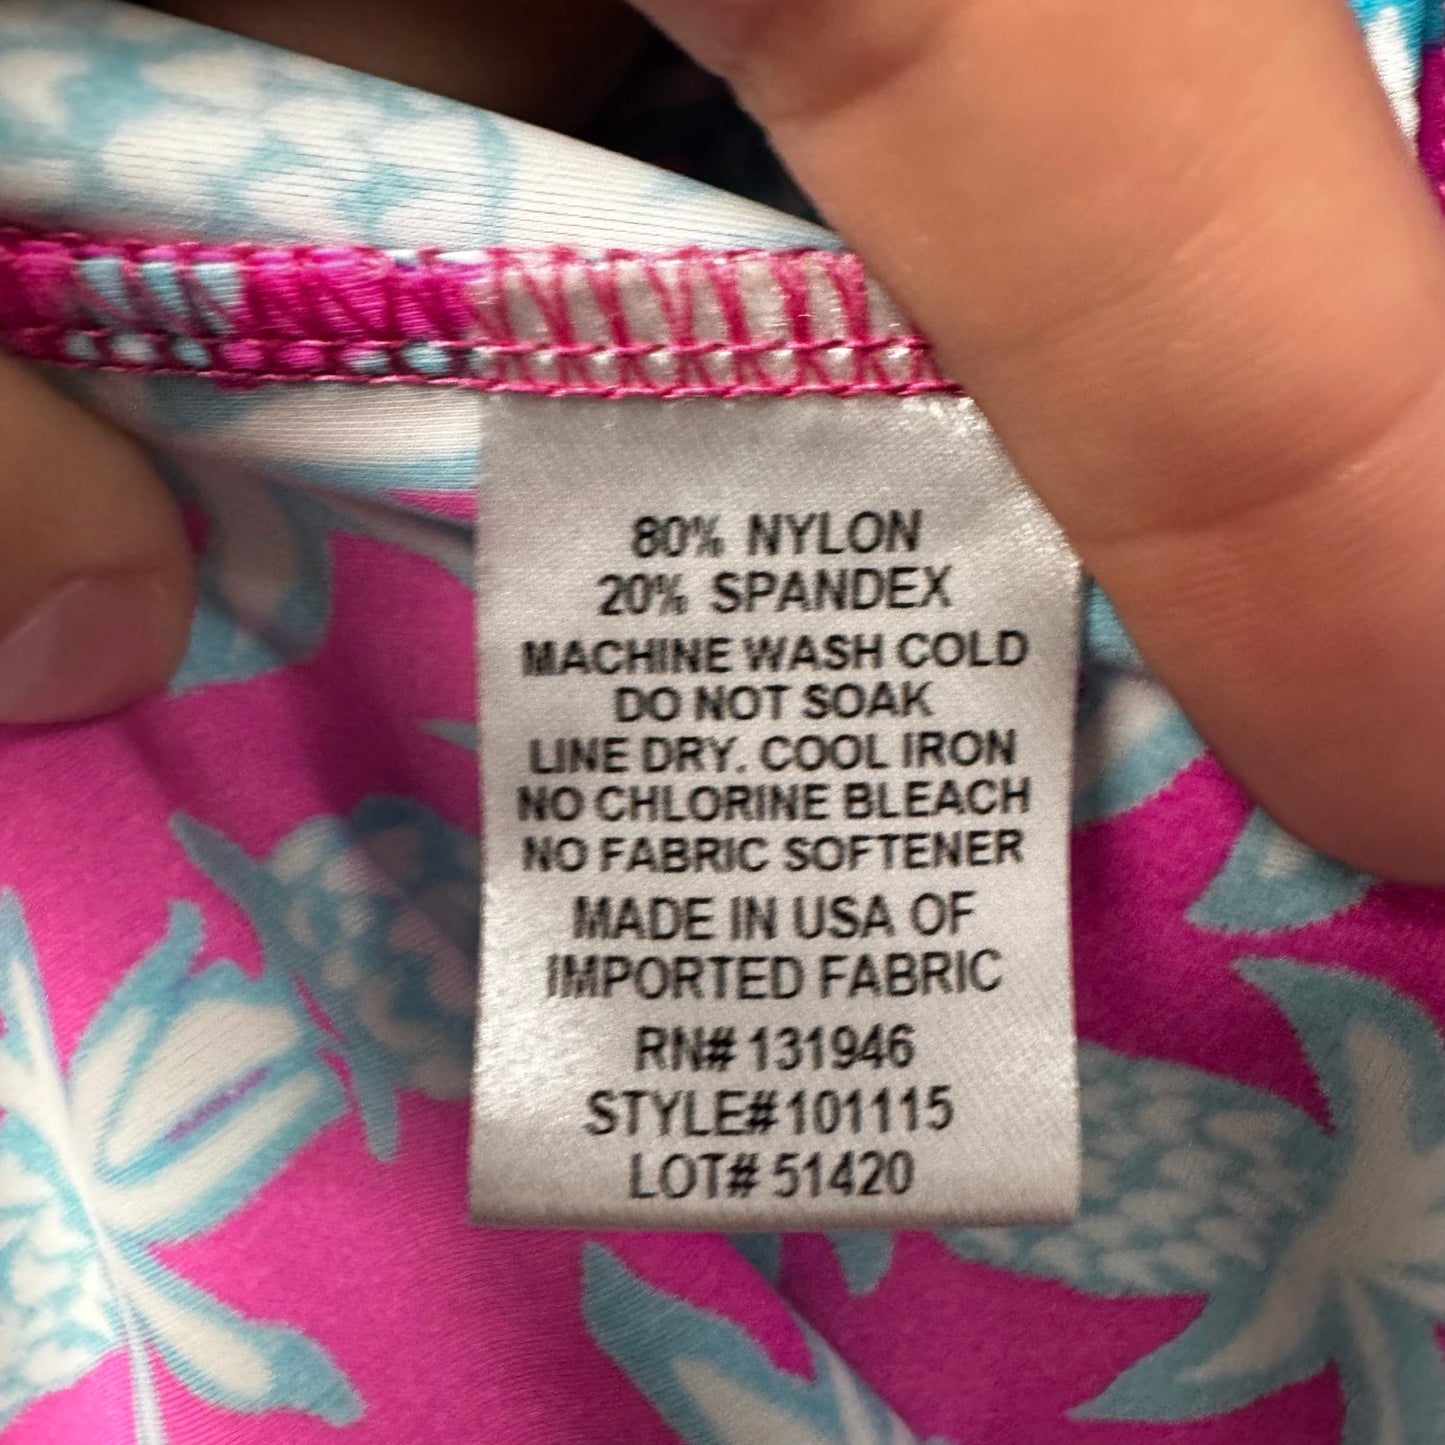 80% NYLON
20% SPANDEX
MACHINE WASH COLD
DO NOT SOAK
LINE DRY. COOL IRON
NO CHLORINE BLEACH
NO FABRIC SOFTENER
MADE IN USA OF
IMPORTED FABRIC
RN# 131946
STYLE#101115
LOT# 51420